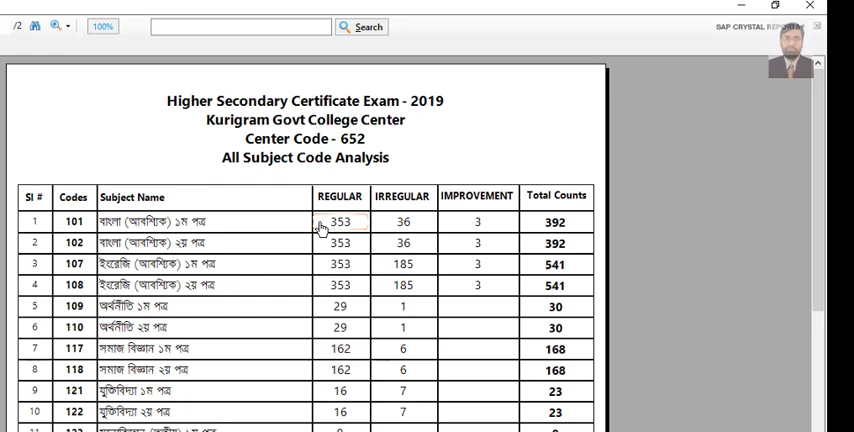 /2 100% Search SAP CRYSTAL REPORTS
Higher Secondary Certificate Exam - 2019
Kurigram Govt College Center
Center Code - 652
All Subject Code Analysis
Sl # Codes Subject Name REGULAR IRREGULAR IMPROVEMENT Total Counts
1 101 বাংলা (আবশ্যিক) ১ম পত্র 353 36 3 392
2 102 বাংলা (আবশ্যিক) ২য় পত্র 353 36 3 392
3 107 ইংরেজি (আবশ্যিক) ১ম পত্র 353 185 3 541
4 108 ইংরেজি (আবশ্যিক) ২য় পত্র 353 185 3 541
5 109 অর্থনীতি ১ম পত্র 29 1 30
6 110 অর্থনীতি ২য় পত্র 29 1 30
7 117 সমাজ বিজ্ঞান ১ম পত্র 162 6 168
8 118 সমাজ বিজ্ঞান ২য় পত্র 162 6 168
9 121 যুক্তিবিদ্যা ১ম পত্র 16 7 23
10 122 যুক্তিবিদ্যা ২য় পত্র 16 7 23